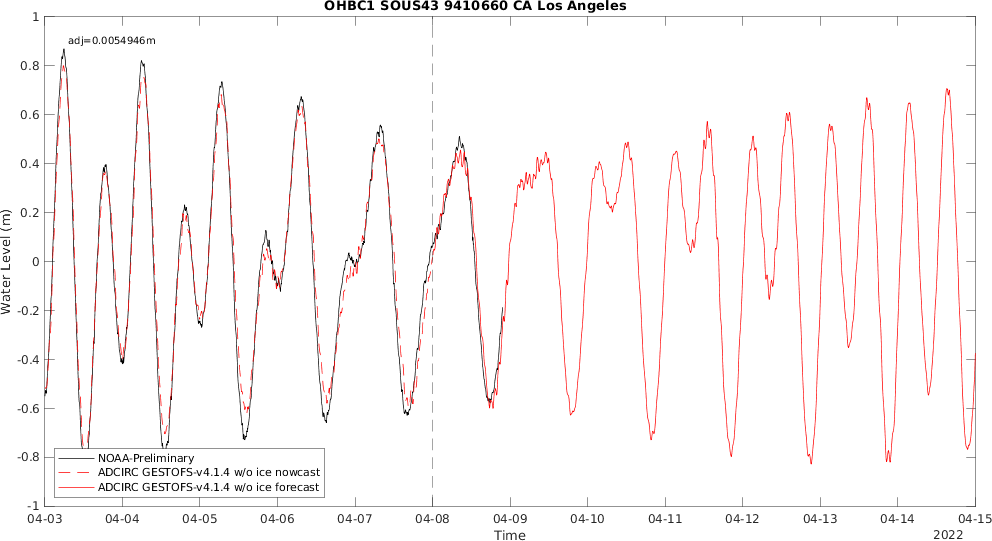 OHBC1 SOUS43 9410660 CA Los Angeles
adj=0.0054946m
1
0.8
0.6
0.4
0.2
0
-0.2
-0.4
-0.6
-0.8
-1
Water Level (m)
NOAA-Preliminary
ADCIRC GESTOFS-v4.1.4 w/o ice nowcast
ADCIRC GESTOFS-v4.1.4 w/o ice forecast
04-03 04-04 04-05 04-06 04-07 04-08 04-09 04-10 04-11 04-12 04-13 04-14 04-15
Time
2022